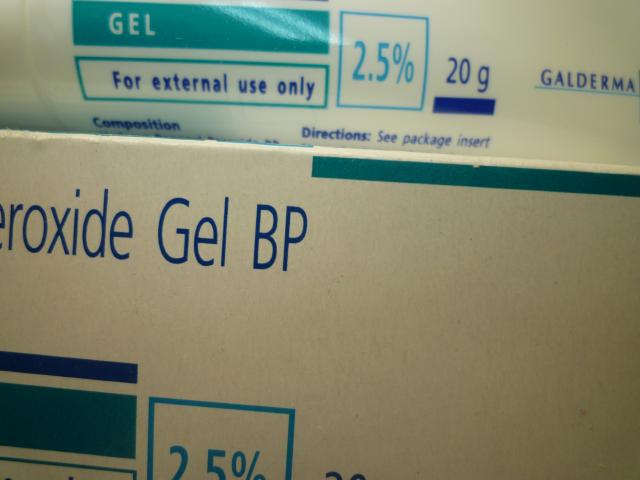 GEL
For external use only
2.5%
20 g
GALDERMA
Composition
Directions: See package insert
eroxide Gel BP
2.5%